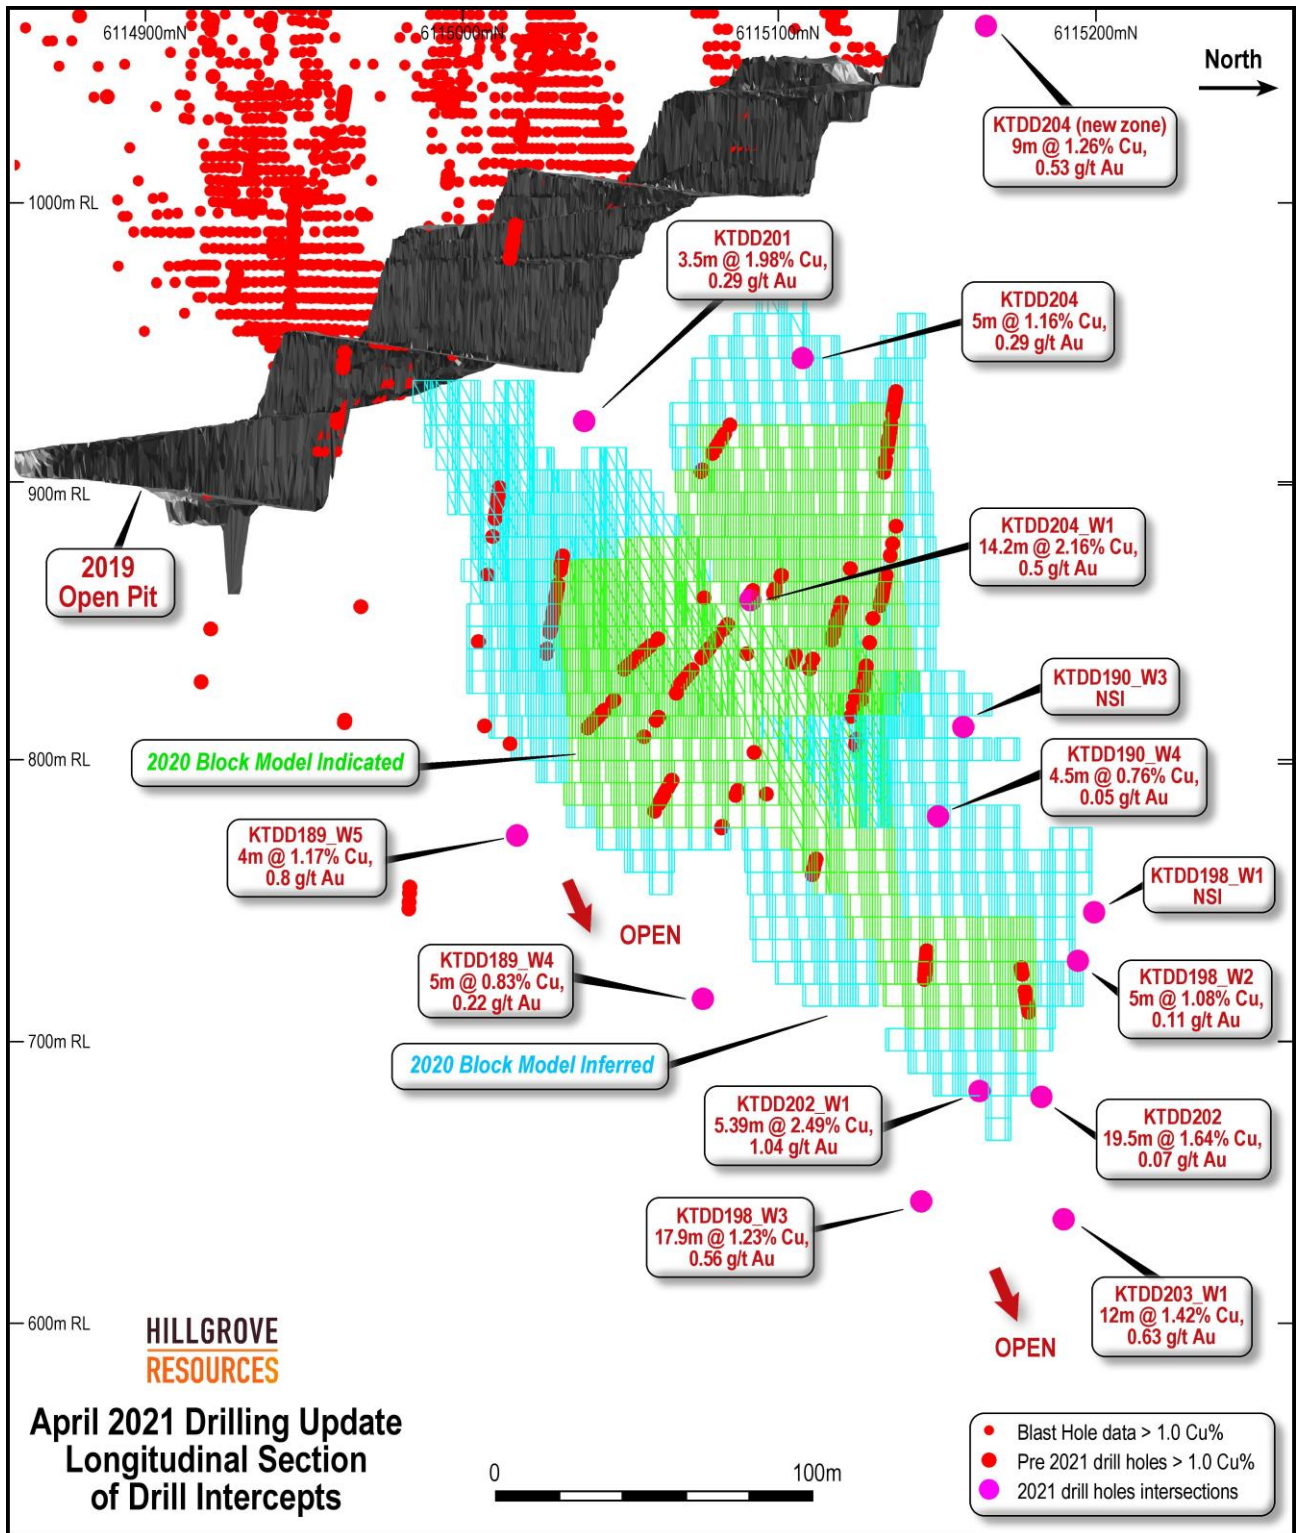 6114900mN
6115000mN
6115100mN
6115200mN
North
KTDD204 (new zone)
9m @ 1.26% Cu,
0.53 g/t Au
1000m RL
KTDD201
3.5m @ 1.98% Cu,
0.29 g/t Au
KTDD204
5m @ 1.16% Cu,
0.29 g/t Au
900m RL
KTDD204_W1
14.2m @ 2.16% Cu,
0.5 g/t Au
2019
Open Pit
KTDD190_W3
NSI
2020 Block Model Indicated
800m RL
KTDD190_W4
4.5m @ 0.76% Cu,
0.05 g/t Au
KTDD189_W5
4m @ 1.17% Cu,
0.8 g/t Au
KTDD198_W1
NSI
OPEN
KTDD189_W4
5m @ 0.83% Cu,
0.22 g/t Au
KTDD198_W2
5m @ 1.08% Cu,
0.11 g/t Au
700m RL
2020 Block Model Inferred
KTDD202_W1
5.39m @ 2.49% Cu,
1.04 g/t Au
KTDD202
19.5m @ 1.64% Cu,
0.07 g/t Au
KTDD198_W3
17.9m @ 1.23% Cu,
0.56 g/t Au
KTDD203_W1
12m @ 1.42% Cu,
0.63 g/t Au
600m RL
OPEN
HILLGROVE
RESOURCES
April 2021 Drilling Update
Longitudinal Section
of Drill Intercepts
0
100m
Blast Hole data > 1.0 Cu%
Pre 2021 drill holes > 1.0 Cu%
2021 drill holes intersections